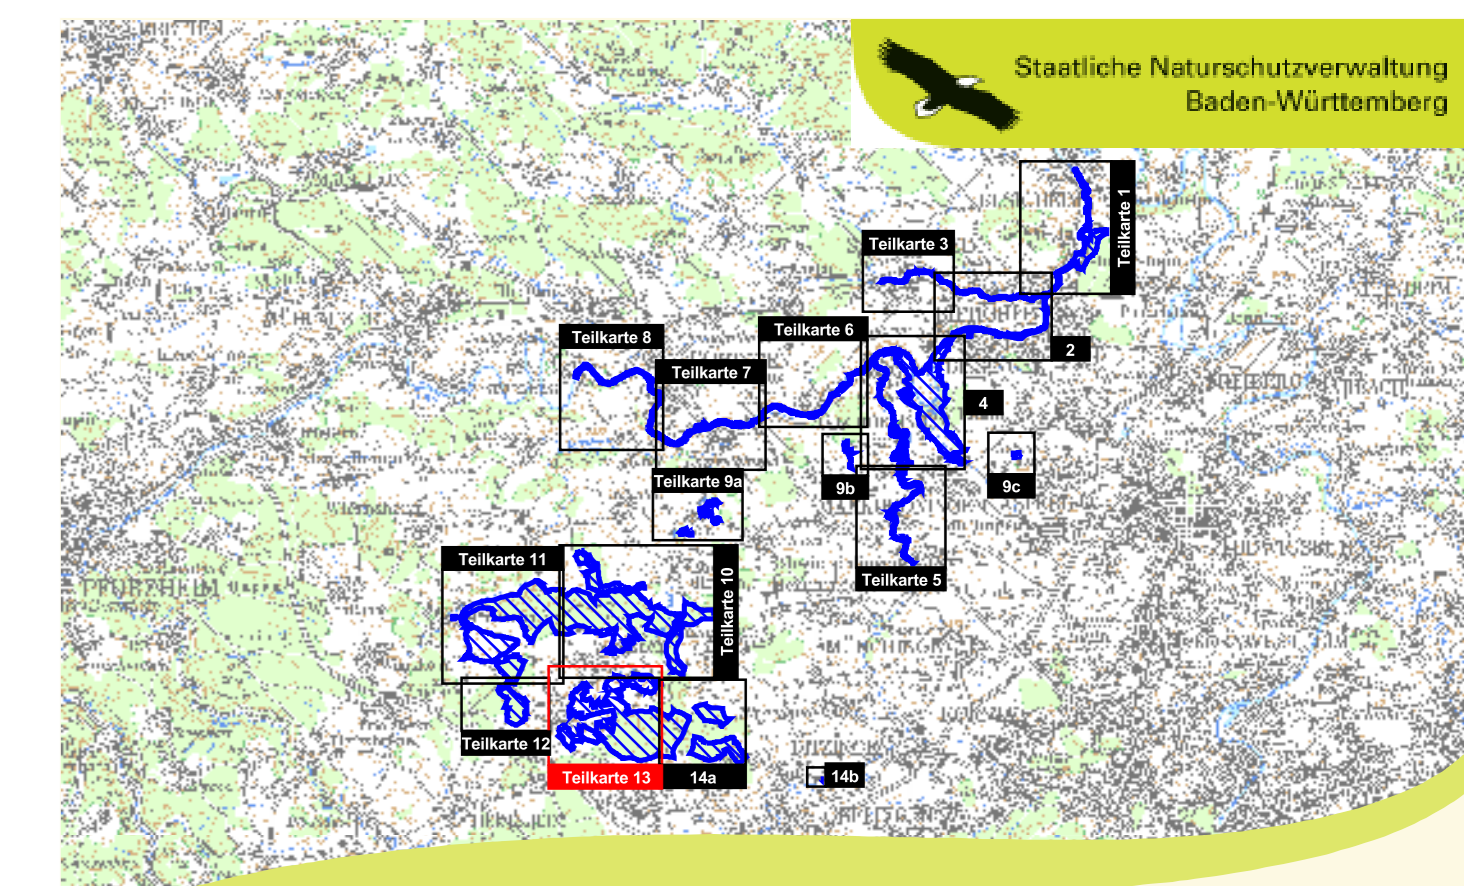 Staatliche Naturschutzverwaltung
Baden-Württemberg
Teilkarte 1
Teilkarte 3
2
Teilkarte 6
Teilkarte 8
Teilkarte 7
4
Teilkarte 9a
9b
9c
Teilkarte 5
Teilkarte 11
Teilkarte 10
Teilkarte 12
Teilkarte 13
14a
14b
PFORZHEIM